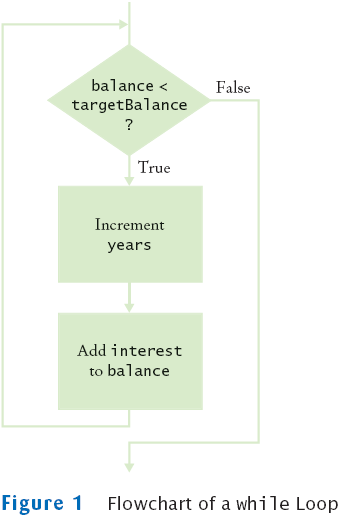 balance <
targetBalance
?
False
True
Increment
years
Add interest
to balance
Figure 1 Flowchart of a while Loop